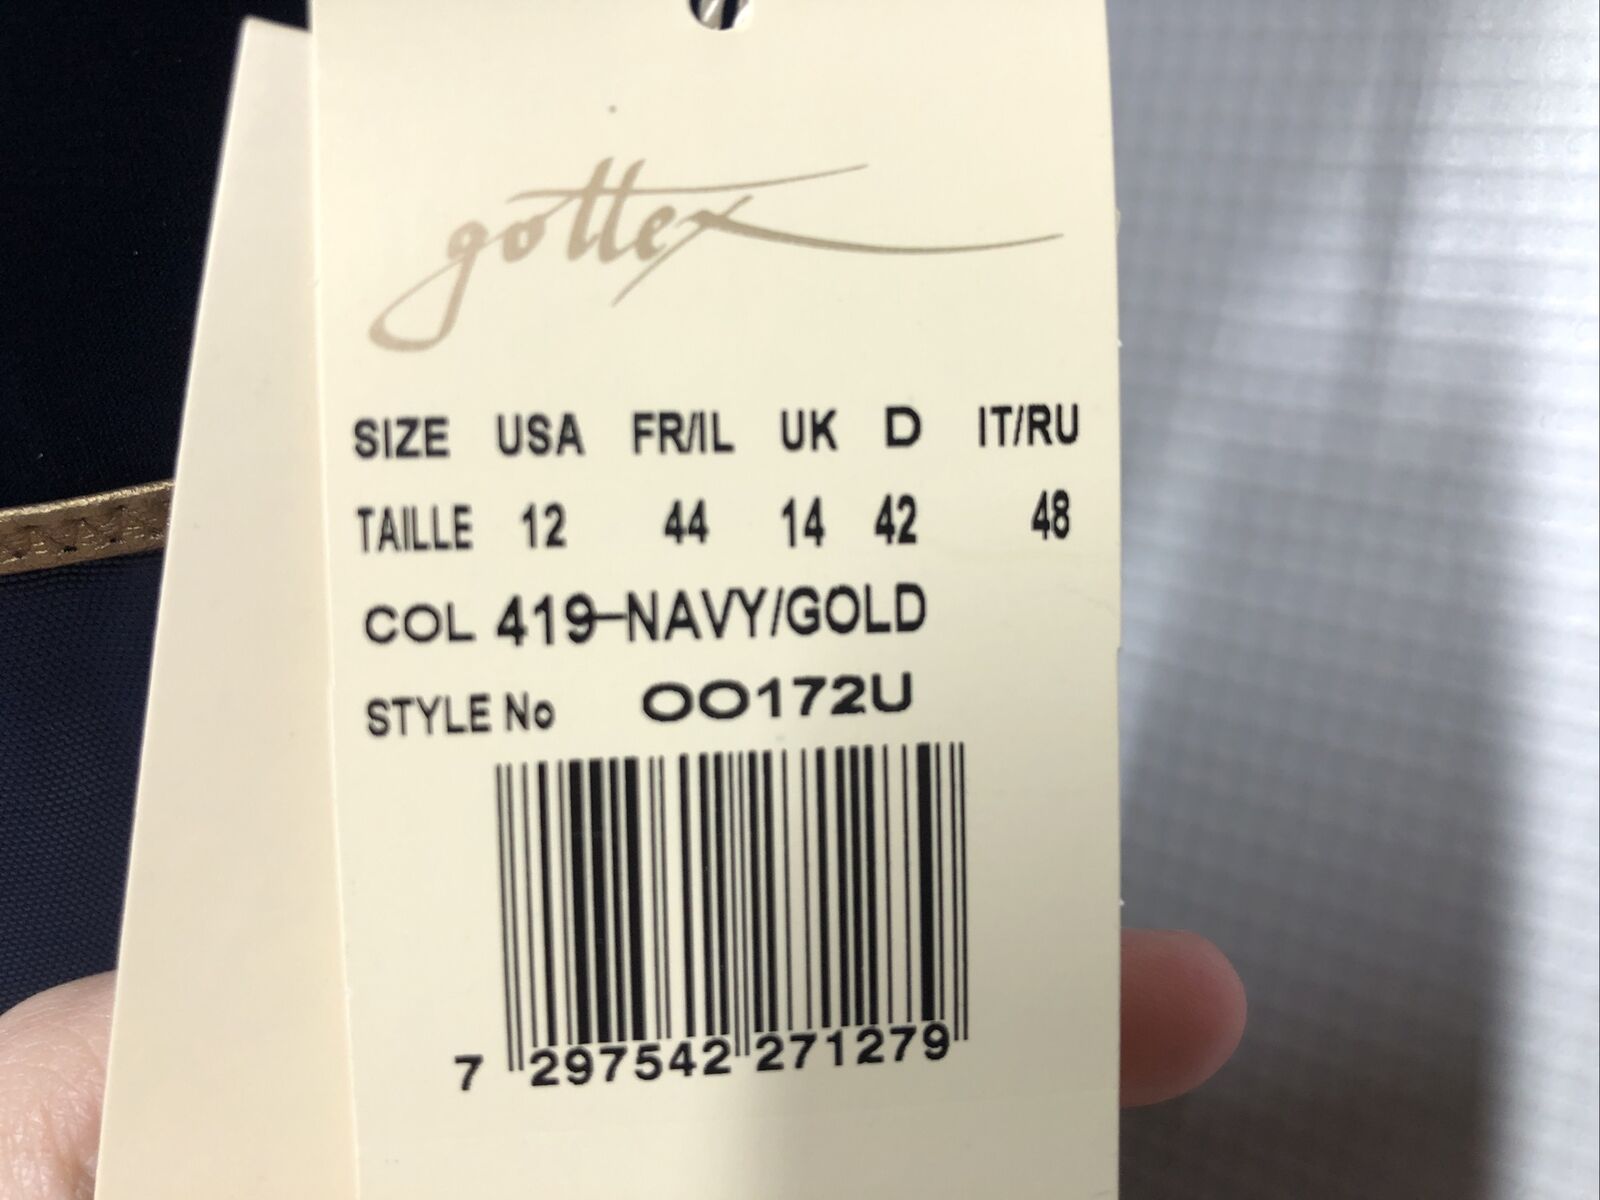 gottex
SIZE USA FR/IL UK D IT/RU
TAILLE 12 44 14 42 48
COL 419-NAVY/GOLD
STYLE No 00172U
7 297542 271279